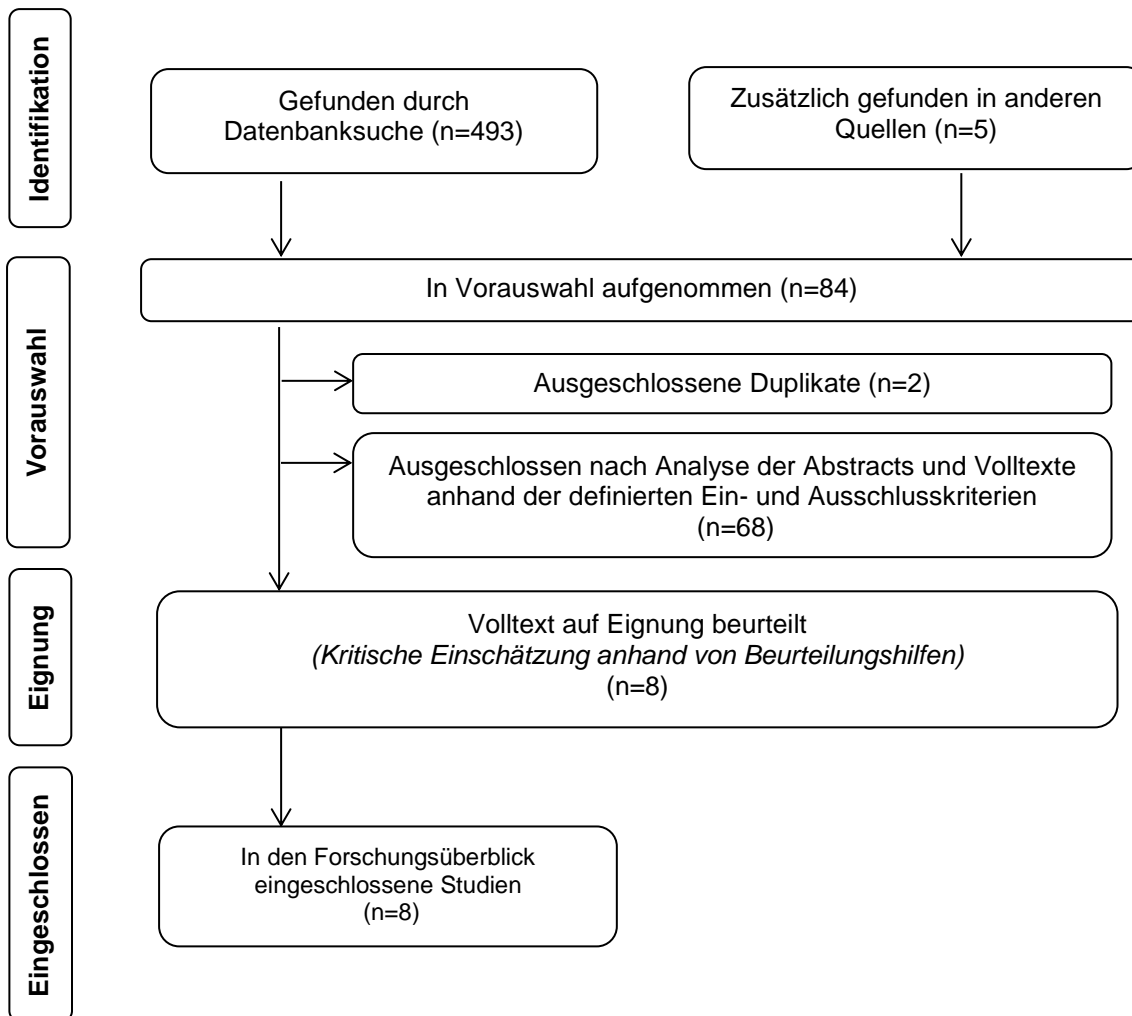 Identifikation
Gefunden durch
Datenbanksuche (n=493)
Zusätzlich gefunden in anderen
Quellen (n=5)
Vorauswahl
In Vorauswahl aufgenommen (n=84)
Ausgeschlossene Duplikate (n=2)
Ausgeschlossen nach Analyse der Abstracts und Volltexte
anhand der definierten Ein- und Ausschlusskriterien
(n=68)
Eignung
Volltext auf Eignung beurteilt
(Kritische Einschätzung anhand von Beurteilungshilfen)
(n=8)
Eingeschlossen
In den Forschungsüberblick
eingeschlossene Studien
(n=8)